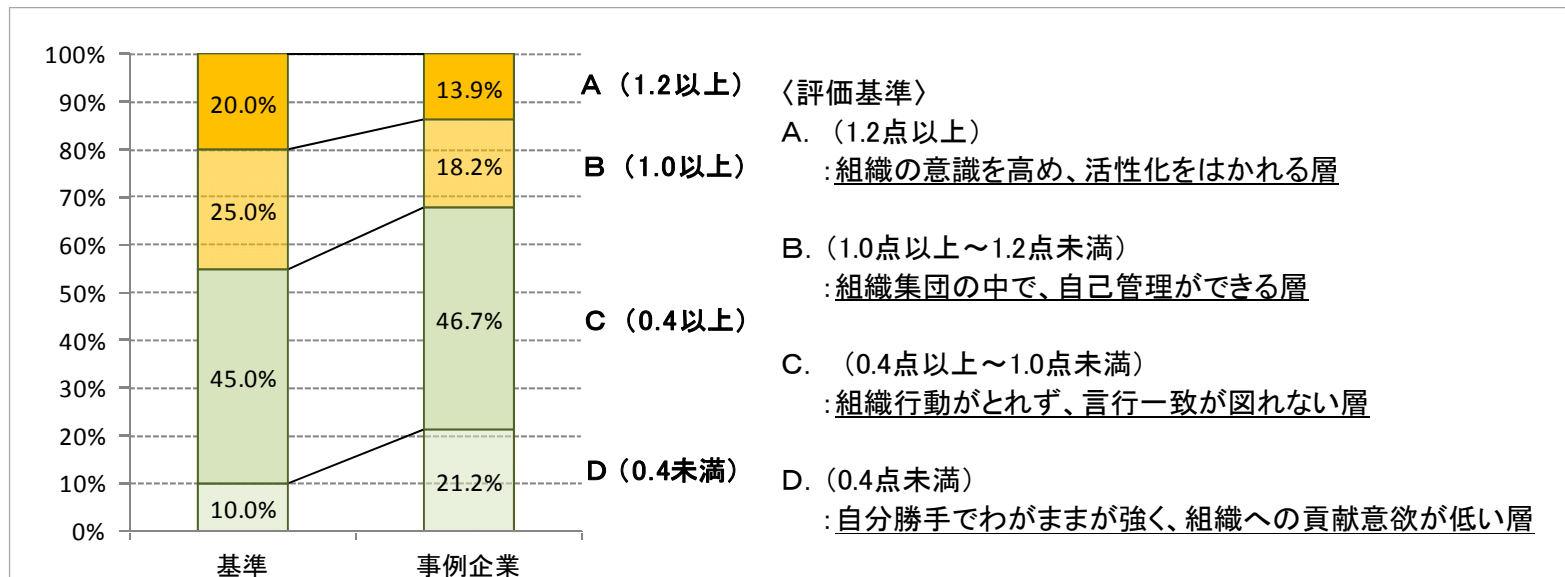 100%
90%
80%
70%
60%
50%
40%
30%
20%
10%
0%
20.0%
25.0%
45.0%
10.0%
13.9%
18.2%
46.7%
21.2%
基準
事例企業
A (1.2以上)
B (1.0以上)
C (0.4以上)
D (0.4未満)
〈評価基準〉
A. (1.2点以上)
:組織の意識を高め、活性化をはかれる層
B. (1.0点以上～1.2点未満)
:組織集団の中で、自己管理ができる層
C. (0.4点以上～1.0点未満)
:組織行動がとれず、言行一致が図れない層
D. (0.4点未満)
:自分勝手でわがままが強く、組織への貢献意欲が低い層